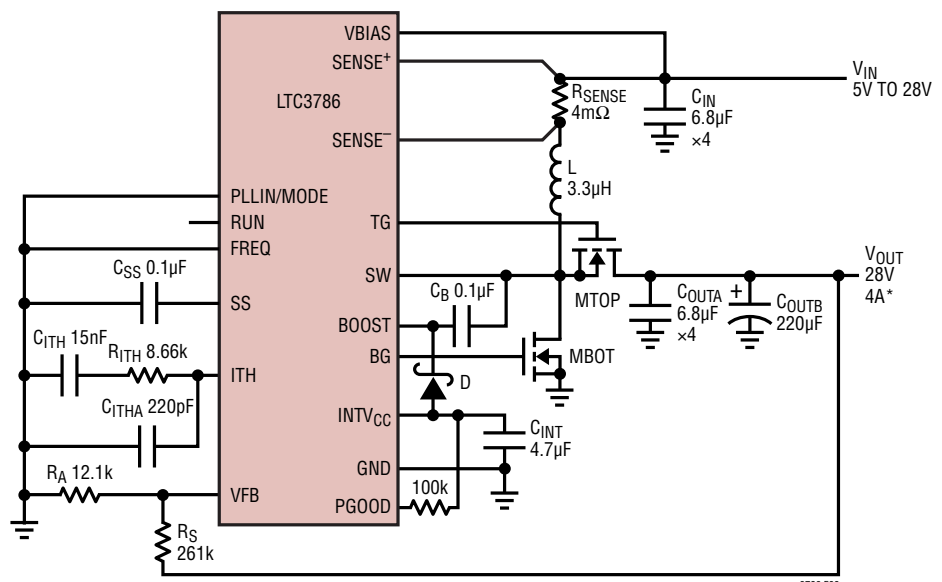 VBIAS
SENSE+
LTC3786
SENSE–
PLLIN/MODE
RUN
FREQ
SS
ITH
VFB
TG
SW
BOOST
BG
INTVCC
GND
PGOOD
VIN
5V TO 28V
CIN
6.8µF
×4
RSENSE
4mΩ
L
3.3µH
CSS 0.1µF
CITH 15nF
RITH 8.66k
CITHA 220pF
RA 12.1k
RS
261k
CB 0.1µF
MTOP
MBOT
D
CINT
4.7µF
100k
COUTA
6.8µF
×4
+
COUTB
220µF
VOUT
28V
4A*